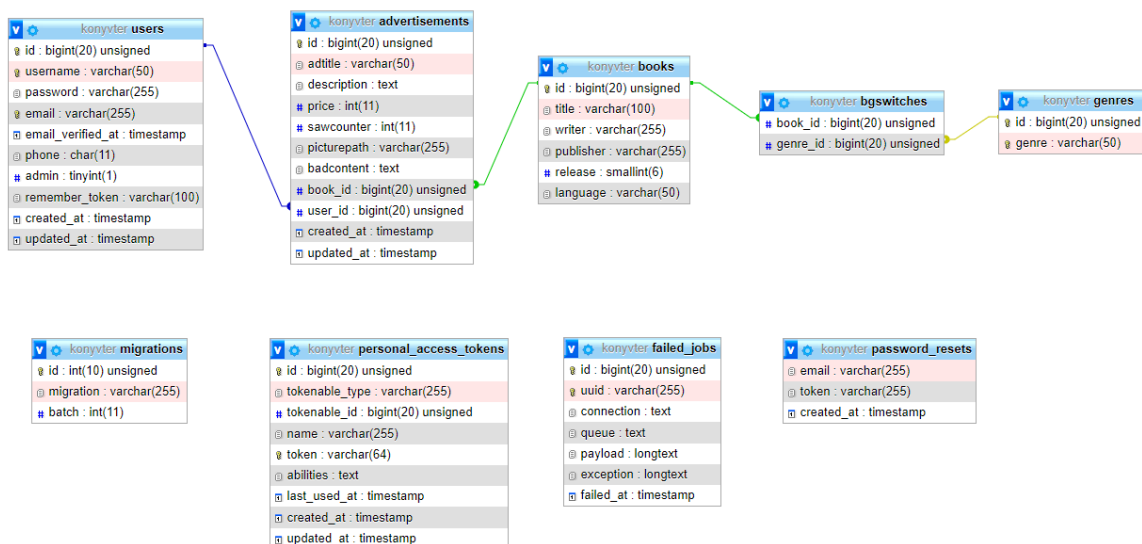 konyvter users
id : bigint(20) unsigned
username : varchar(50)
password : varchar(255)
email : varchar(255)
email_verified_at : timestamp
phone : char(11)
admin : tinyint(1)
remember_token : varchar(100)
created_at : timestamp
updated_at : timestamp
konyvter advertisements
id : bigint(20) unsigned
adtitle : varchar(50)
description : text
price : int(11)
sawcounter : int(11)
picturepath : varchar(255)
badcontent : text
book_id : bigint(20) unsigned
user_id : bigint(20) unsigned
created_at : timestamp
updated_at : timestamp
konyvter books
id : bigint(20) unsigned
title : varchar(100)
writer : varchar(255)
publisher : varchar(255)
release : smallint(6)
language : varchar(50)
konyvter bgswitches
book_id : bigint(20) unsigned
genre_id : bigint(20) unsigned
konyvter genres
id : bigint(20) unsigned
genre : varchar(50)
konyvter migrations
id : int(10) unsigned
migration : varchar(255)
batch : int(11)
konyvter personal_access_tokens
id : bigint(20) unsigned
tokenable_type : varchar(255)
tokenable_id : bigint(20) unsigned
name : varchar(255)
token : varchar(64)
abilities : text
last_used_at : timestamp
created_at : timestamp
updated_at : timestamp
konyvter failed_jobs
id : bigint(20) unsigned
uuid : varchar(255)
connection : text
queue : text
payload : longtext
exception : longtext
failed_at : timestamp
konyvter password_resets
email : varchar(255)
token : varchar(255)
created_at : timestamp